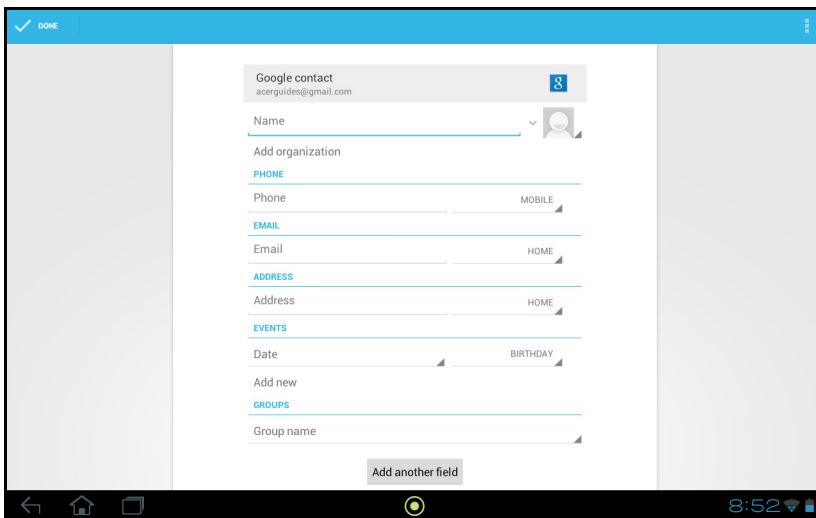 DONE
Google contact
acerguides@gmail.com
8
Name
Add organization
PHONE
Phone MOBILE
EMAIL
Email HOME
ADDRESS
Address HOME
EVENTS
Date BIRTHDAY
Add new
GROUPS
Group name
Add another field
8:52